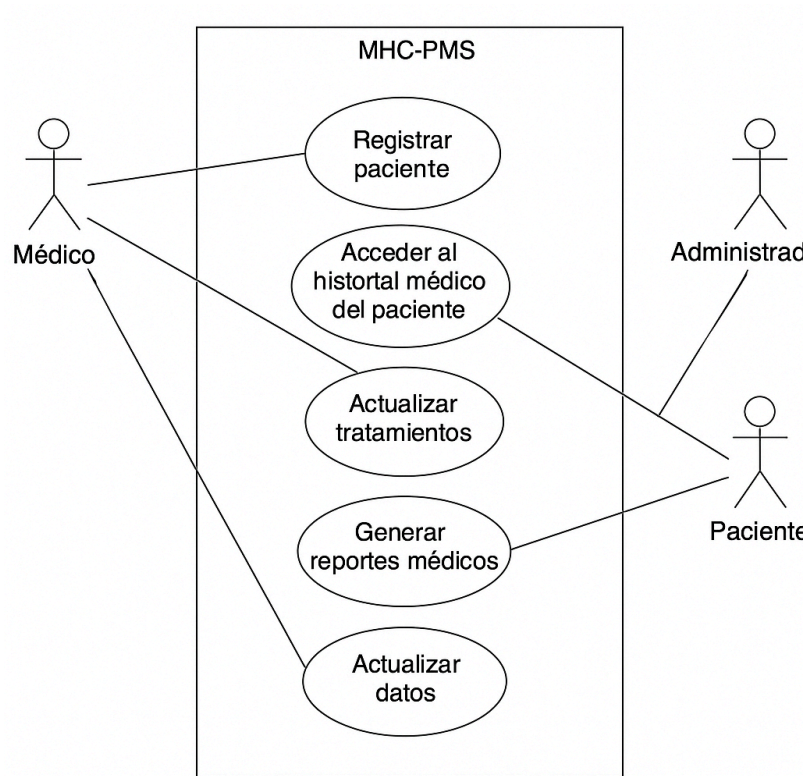 MHC-PMS
Registrar
paciente
Médico
Acceder al
histortal médico
del paciente
Administrad
Actualizar
tratamientos
Paciente
Generar
reportes médicos
Actualizar
datos